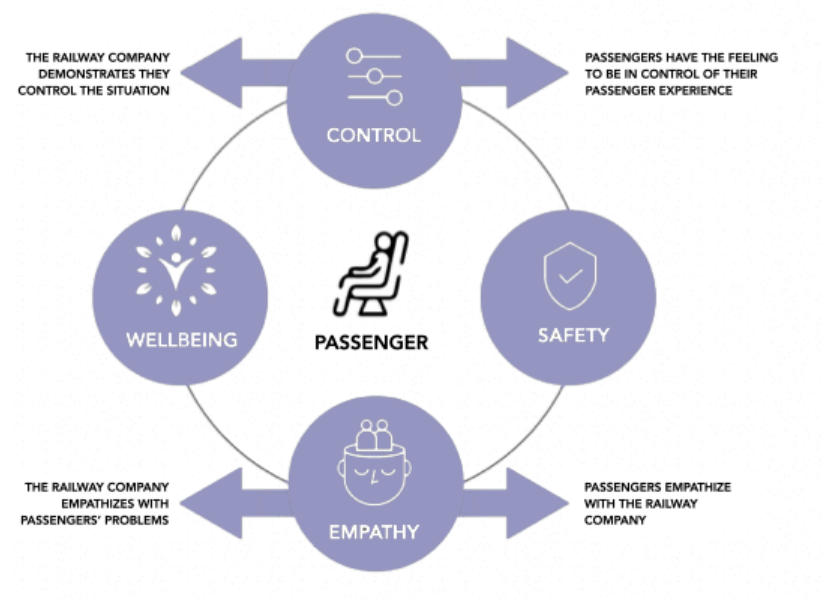 THE RAILWAY COMPANY
DEMONSTRATES THEY
CONTROL THE SITUATION
CONTROL
PASSENGERS HAVE THE FEELING
TO BE IN CONTROL OF THEIR
PASSENGER EXPERIENCE
WELLBEING
PASSENGER
SAFETY
THE RAILWAY COMPANY
EMPATHIZES WITH
PASSENGERS' PROBLEMS
EMPATHY
PASSENGERS EMPATHIZE
WITH THE RAILWAY
COMPANY